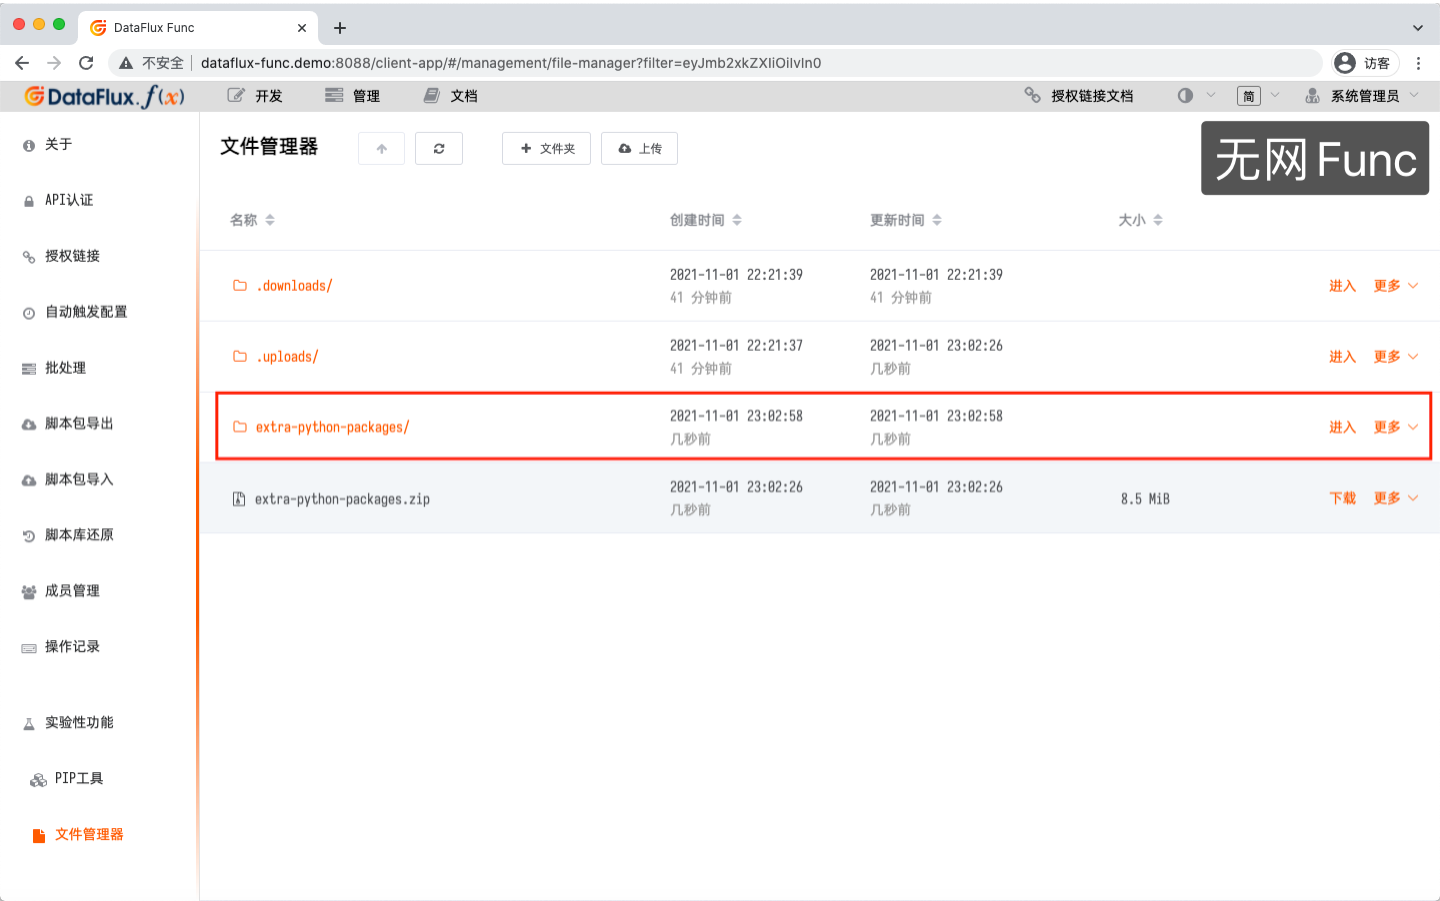 DataFlux Func
不安全 dataflux-func.demo:8088/client-app/#/management/file-manager?filter=eyJmb2xkZXIiOiIvIn0 访客
DataFlux.f(x) 开发 管理 文档 授权链接文档 简 系统管理员
无网 Func
关于
API认证
授权链接
自动触发配置
批处理
脚本包导出
脚本包导入
脚本库还原
成员管理
操作记录
实验性功能
PIP工具
文件管理器
文件管理器 文件夹 上传
名称 创建时间 更新时间 大小
.downloads/ 2021-11-01 22:21:39 2021-11-01 22:21:39 进入 更多
41 分钟前 41 分钟前
.uploads/ 2021-11-01 22:21:37 2021-11-01 23:02:26 进入 更多
41 分钟前 几秒前
extra-python-packages/ 2021-11-01 23:02:58 2021-11-01 23:02:58 进入 更多
几秒前 几秒前
extra-python-packages.zip 2021-11-01 23:02:26 2021-11-01 23:02:26 8.5 MiB 下载 更多
几秒前 几秒前